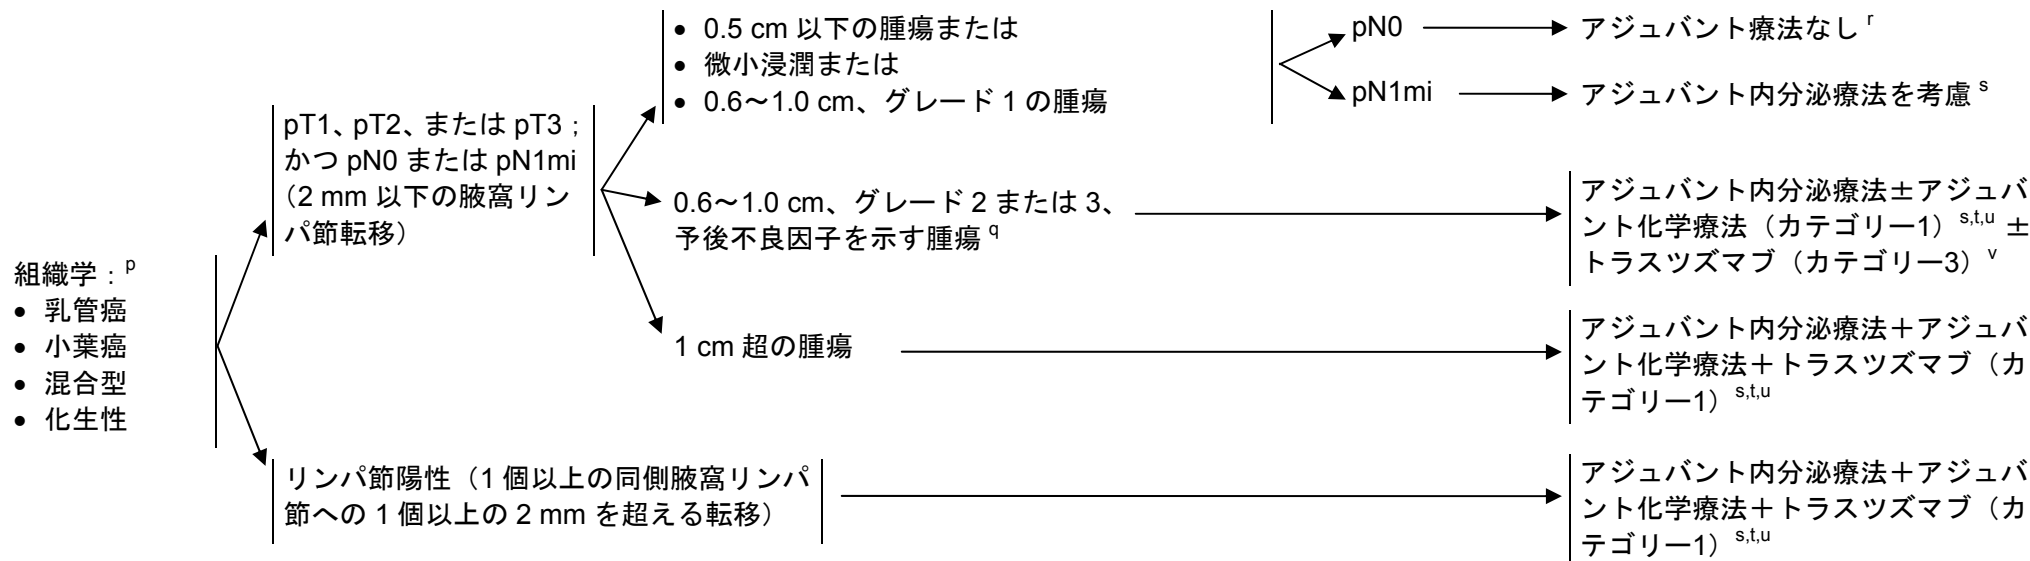 組織学：p
• 乳管癌
• 小葉癌
• 混合型
• 化生性
pT1、pT2、または pT3；
かつ pN0 または pN1mi
（2 mm 以下の腋窩リン
パ節転移）
• 0.5 cm 以下の腫瘍または
• 微小浸潤または
• 0.6～1.0 cm、グレード 1 の腫瘍
pN0
アジュバント療法なし r
pN1mi
アジュバント内分泌療法を考慮 s
0.6～1.0 cm、グレード 2 または 3、
予後不良因子を示す腫瘍 q
アジュバント内分泌療法±アジュバ
ント化学療法（カテゴリー1）s,t,u ±
トラスツズマブ（カテゴリー3）v
1 cm 超の腫瘍
アジュバント内分泌療法＋アジュバ
ント化学療法＋トラスツズマブ（カ
テゴリー1）s,t,u
リンパ節陽性（1 個以上の同側腋窩リンパ
節への 1 個以上の 2 mm を超える転移）
アジュバント内分泌療法＋アジュバ
ント化学療法＋トラスツズマブ（カ
テゴリー1）s,t,u